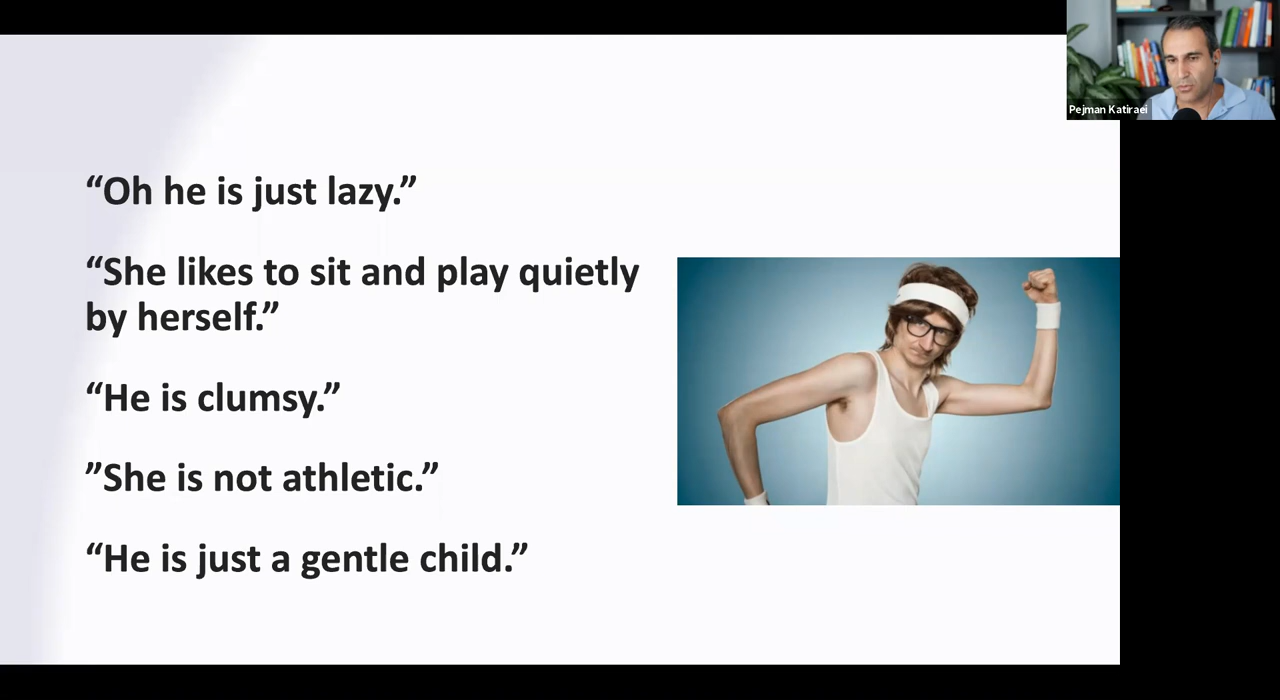 Pejman Katiraei
“Oh he is just lazy.”
“She likes to sit and play quietly
by herself.”
“He is clumsy.”
”She is not athletic.”
“He is just a gentle child.”